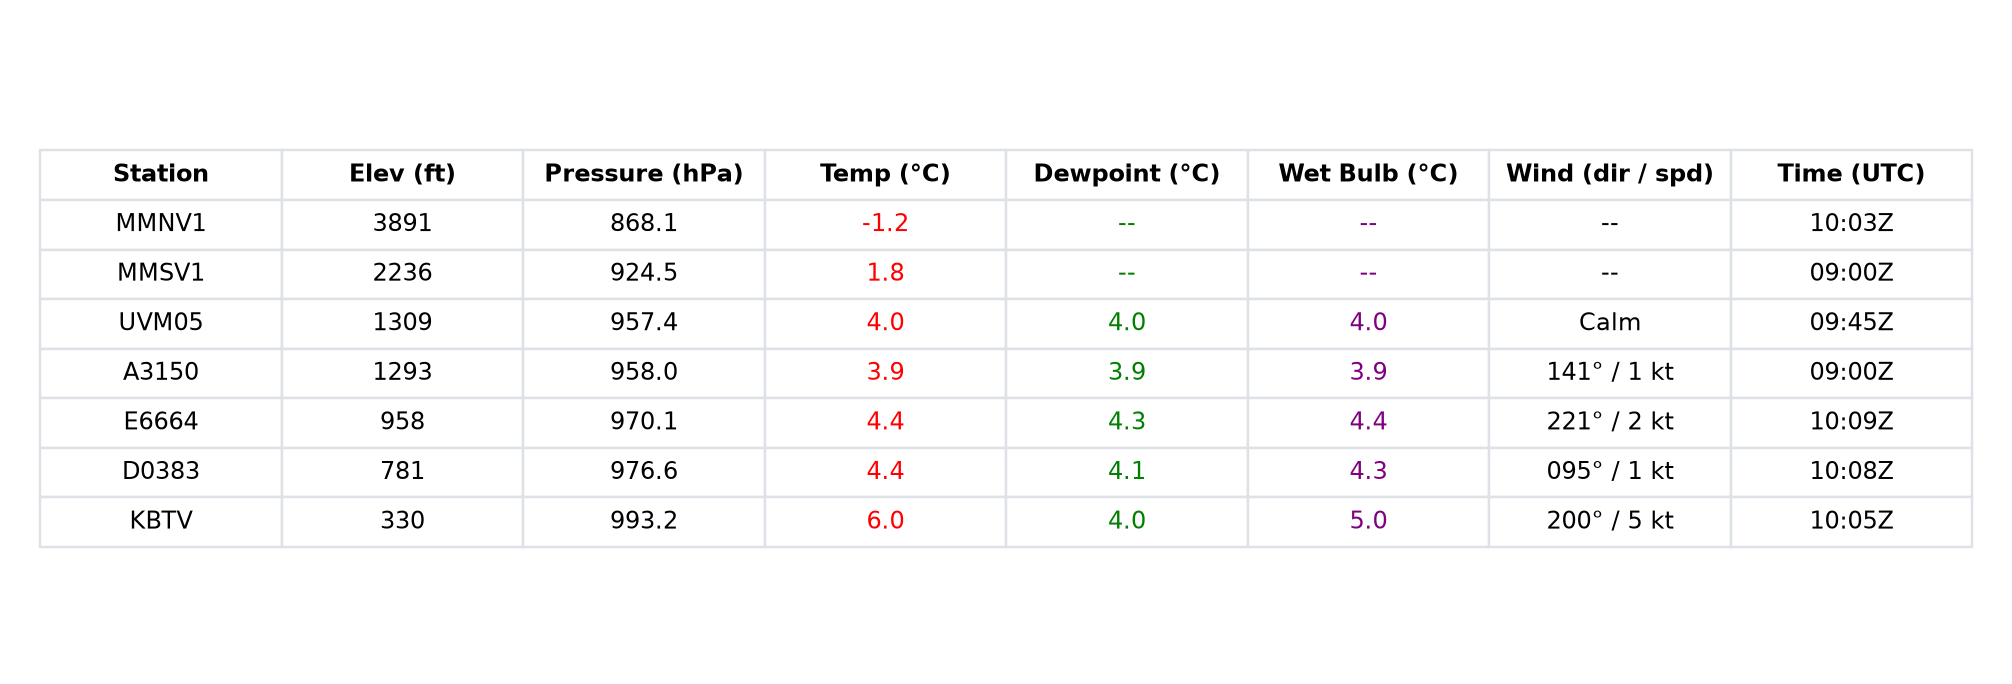 Station Elev (ft) Pressure (hPa) Temp (°C) Dewpoint (°C) Wet Bulb (°C) Wind (dir / spd) Time (UTC)
MMNV1 3891 868.1 -1.2 -- -- -- 10:03Z
MMSV1 2236 924.5 1.8 -- -- -- 09:00Z
UVM05 1309 957.4 4.0 4.0 4.0 Calm 09:45Z
A3150 1293 958.0 3.9 3.9 3.9 141° / 1 kt 09:00Z
E6664 958 970.1 4.4 4.3 4.4 221° / 2 kt 10:09Z
D0383 781 976.6 4.4 4.1 4.3 095° / 1 kt 10:08Z
KBTV 330 993.2 6.0 4.0 5.0 200° / 5 kt 10:05Z